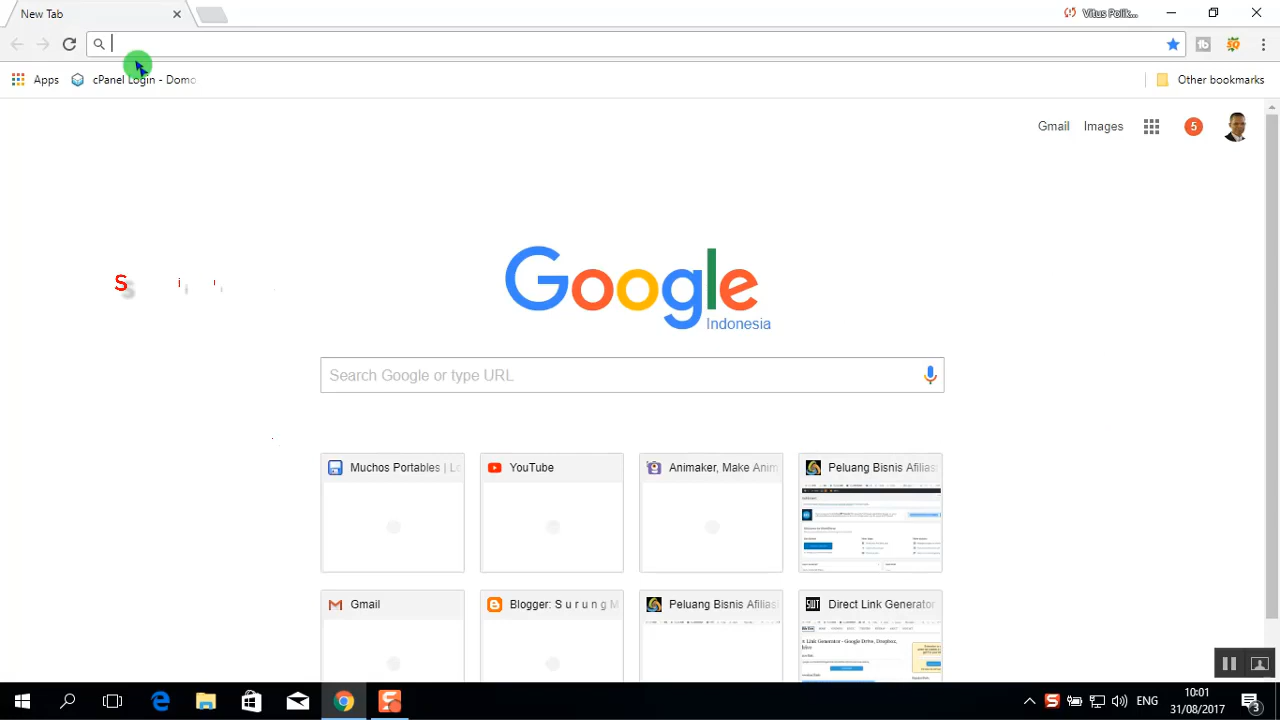 New Tab
Vitus Polik...
Apps
cPanel Login - Domo
Other bookmarks
Gmail
Images
5
S
Google
Indonesia
Search Google or type URL
Muchos Portables | Lo
YouTube
Animaker, Make Anim
Peluang Bisnis Afilias
Gmail
Blogger: S u r u n g M
Peluang Bisnis Afilias
Direct Link Generator
ENG
10:01
31/08/2017
3